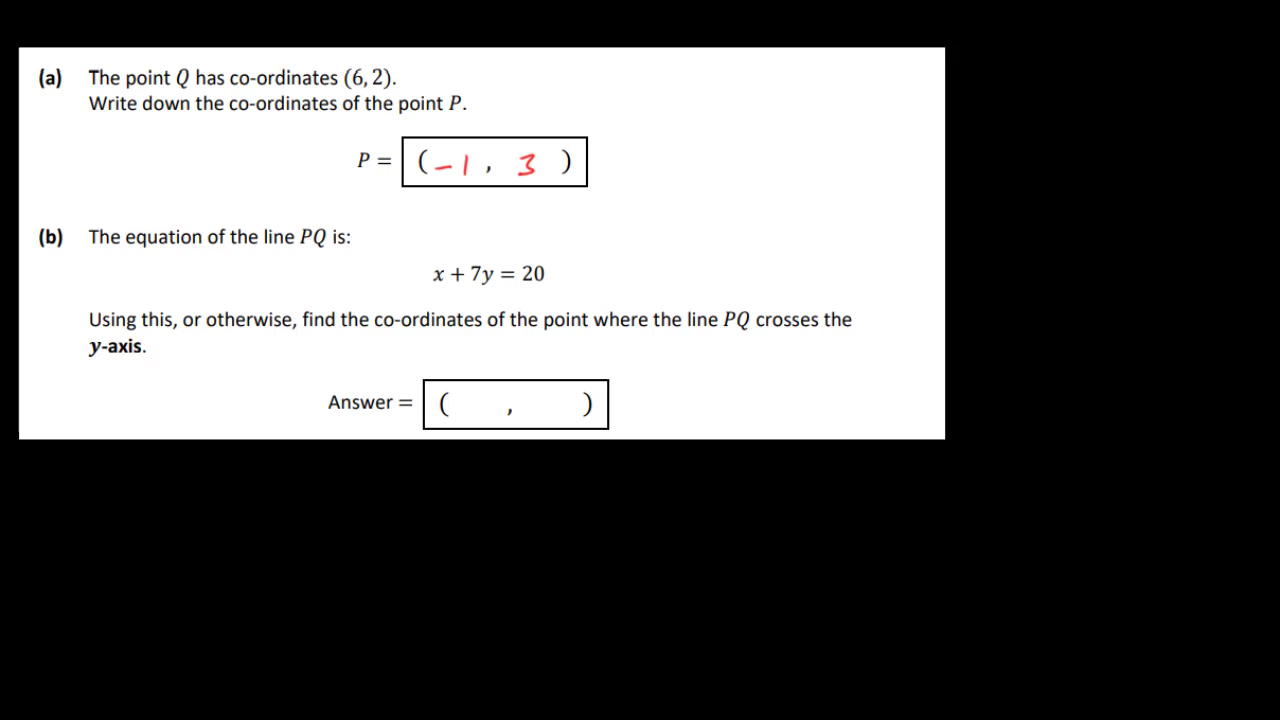 (a) The point Q has co-ordinates (6, 2).
Write down the co-ordinates of the point P.
P = ( -1 , 3 )
(b) The equation of the line PQ is:
x + 7y = 20
Using this, or otherwise, find the co-ordinates of the point where the line PQ crosses the
y-axis.
Answer = ( , )